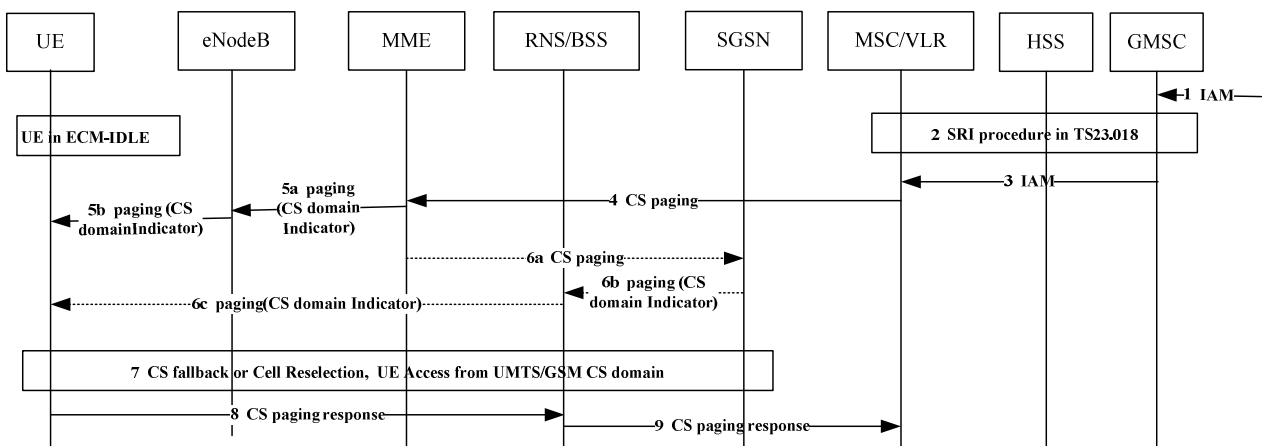 UE
eNodeB
MME
RNS/BSS
SGSN
MSC/VLR
HSS
GMSC
1 IAM
UE in ECM-IDLE
2 SRI procedure in TS23.018
3 IAM
4 CS paging
5a paging
(CS domain
Indicator)
5b paging (CS
domainIndicator)
6a CS paging
6b paging (CS
domain Indicator)
6c paging(CS domain Indicator)
7 CS fallback or Cell Reselection, UE Access from UMTS/GSM CS domain
8 CS paging response
9 CS paging response